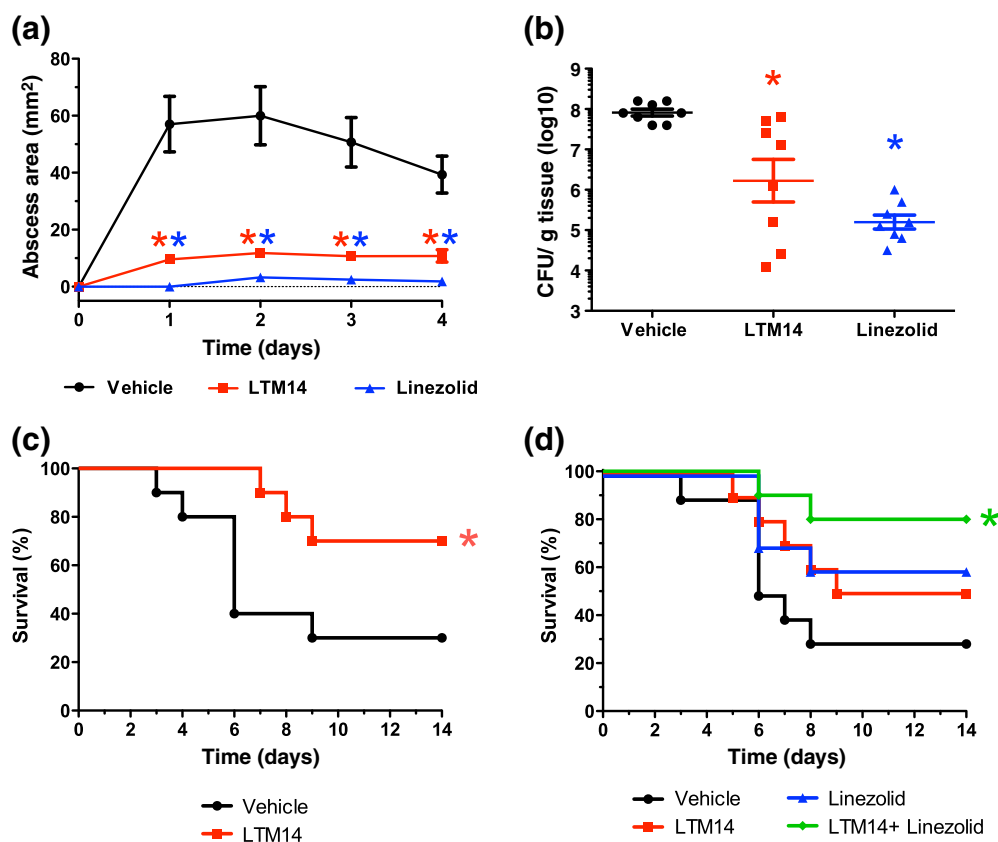 (a)
Abscess area (mm²)
80
60
40
20
0
0 1 2 3 4
Time (days)
Vehicle LTM14 Linezolid
(b)
CFU/ g tissue (log10)
9
8
7
6
5
4
3
Vehicle LTM14 Linezolid
(c)
Survival (%)
100
80
60
40
20
0
0 2 4 6 8 10 12 14
Time (days)
Vehicle
LTM14
(d)
Survival (%)
100
80
60
40
20
0
0 2 4 6 8 10 12 14
Time (days)
Vehicle Linezolid
LTM14 LTM14+ Linezolid